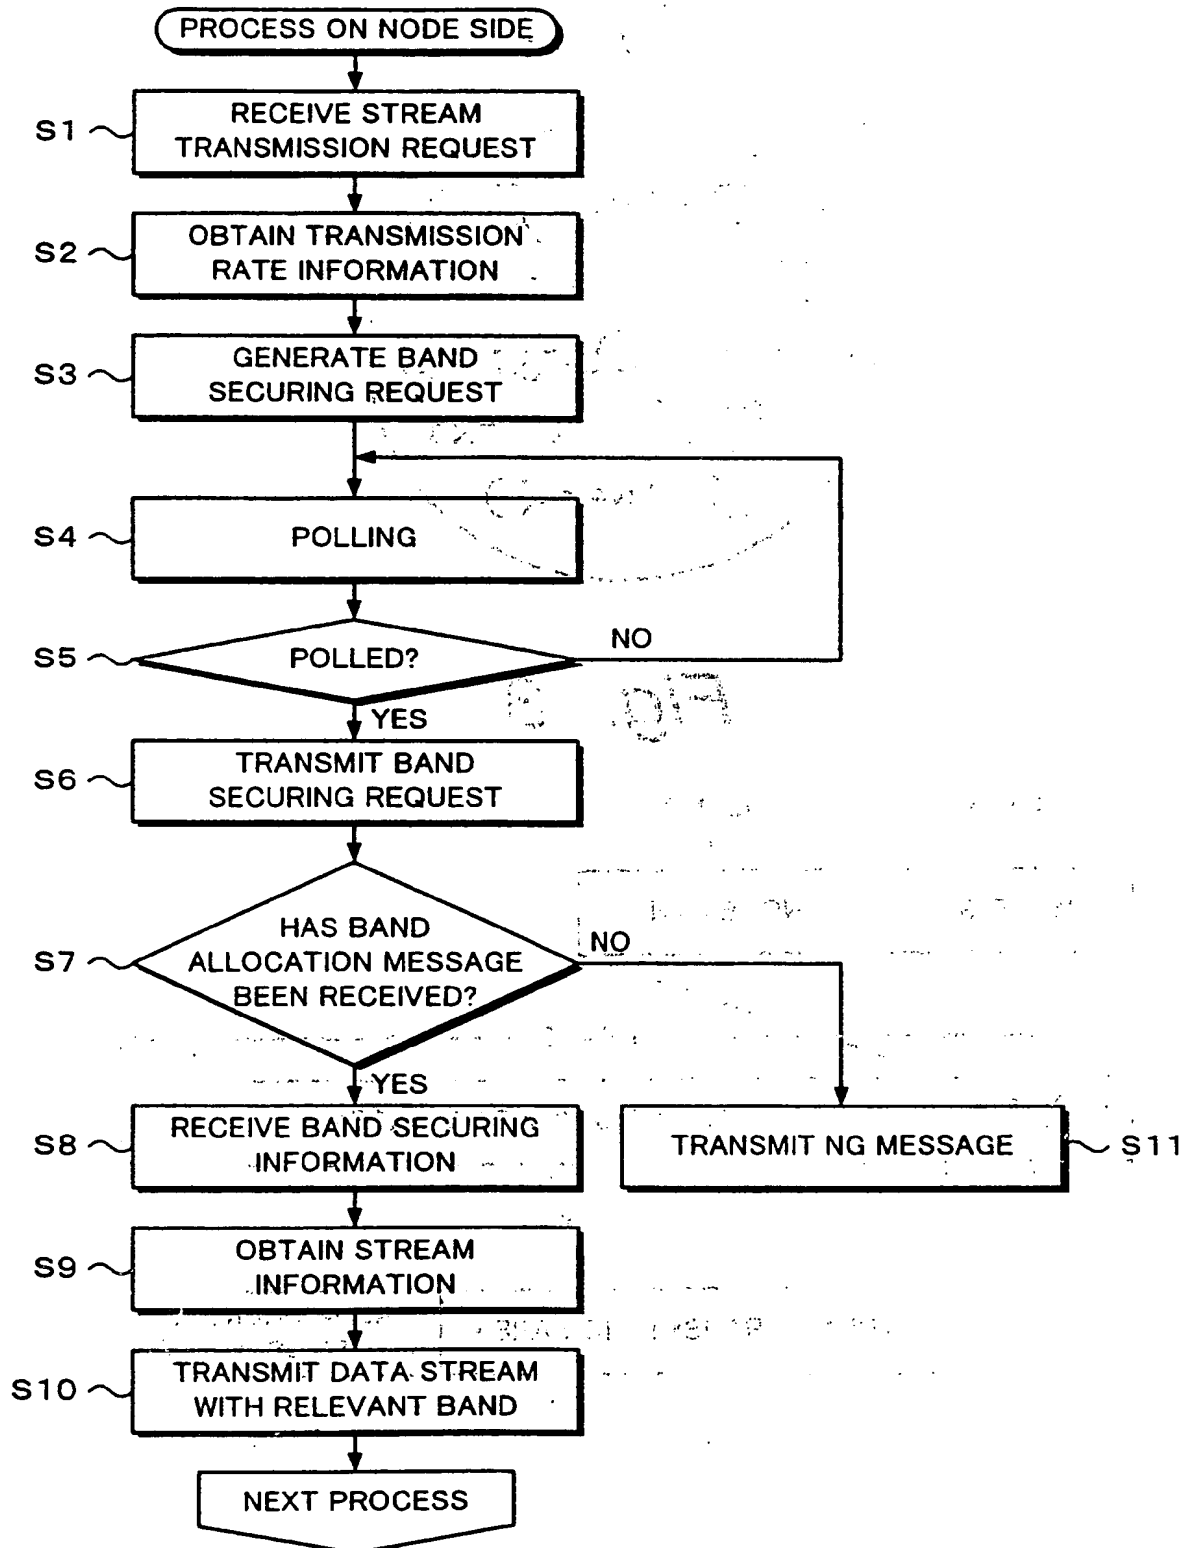 PROCESS ON NODE SIDE
S1
RECEIVE STREAM
TRANSMISSION REQUEST
S2
OBTAIN TRANSMISSION
RATE INFORMATION
S3
GENERATE BAND
SECURING REQUEST
S4
POLLING
S5
POLLED?
NO
YES
S6
TRANSMIT BAND
SECURING REQUEST
S7
HAS BAND
ALLOCATION MESSAGE
BEEN RECEIVED?
NO
YES
S8
RECEIVE BAND SECURING
INFORMATION
TRANSMIT NG MESSAGE
S11
S9
OBTAIN STREAM
INFORMATION
S10
TRANSMIT DATA STREAM
WITH RELEVANT BAND
NEXT PROCESS